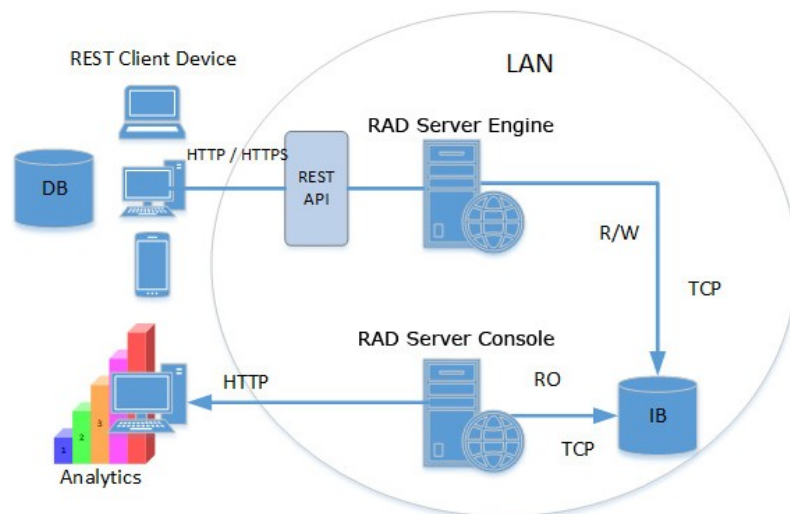 REST Client Device
LAN
RAD Server Engine
HTTP / HTTPS
REST
API
DB
R/W
TCP
RAD Server Console
HTTP
RO
IB
TCP
1
2
3
Analytics